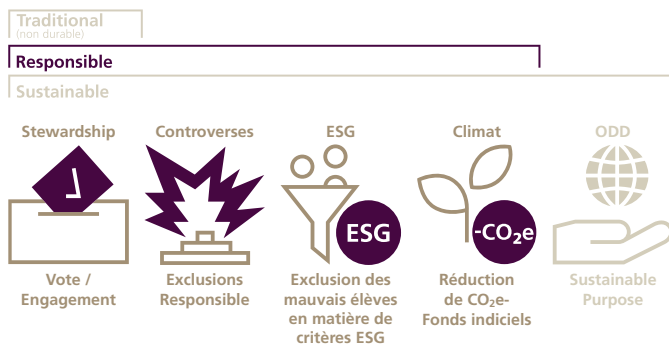 Traditional
(non durable)
Responsible
Sustainable
Stewardship
Controverses
ESG
Climat
ODD
ESG
-CO₂e
Vote /
Engagement
Exclusions
Responsible
Exclusion des
mauvais élèves
en matière de
critères ESG
Réduction
de CO₂e-
Fonds indiciels
Sustainable
Purpose